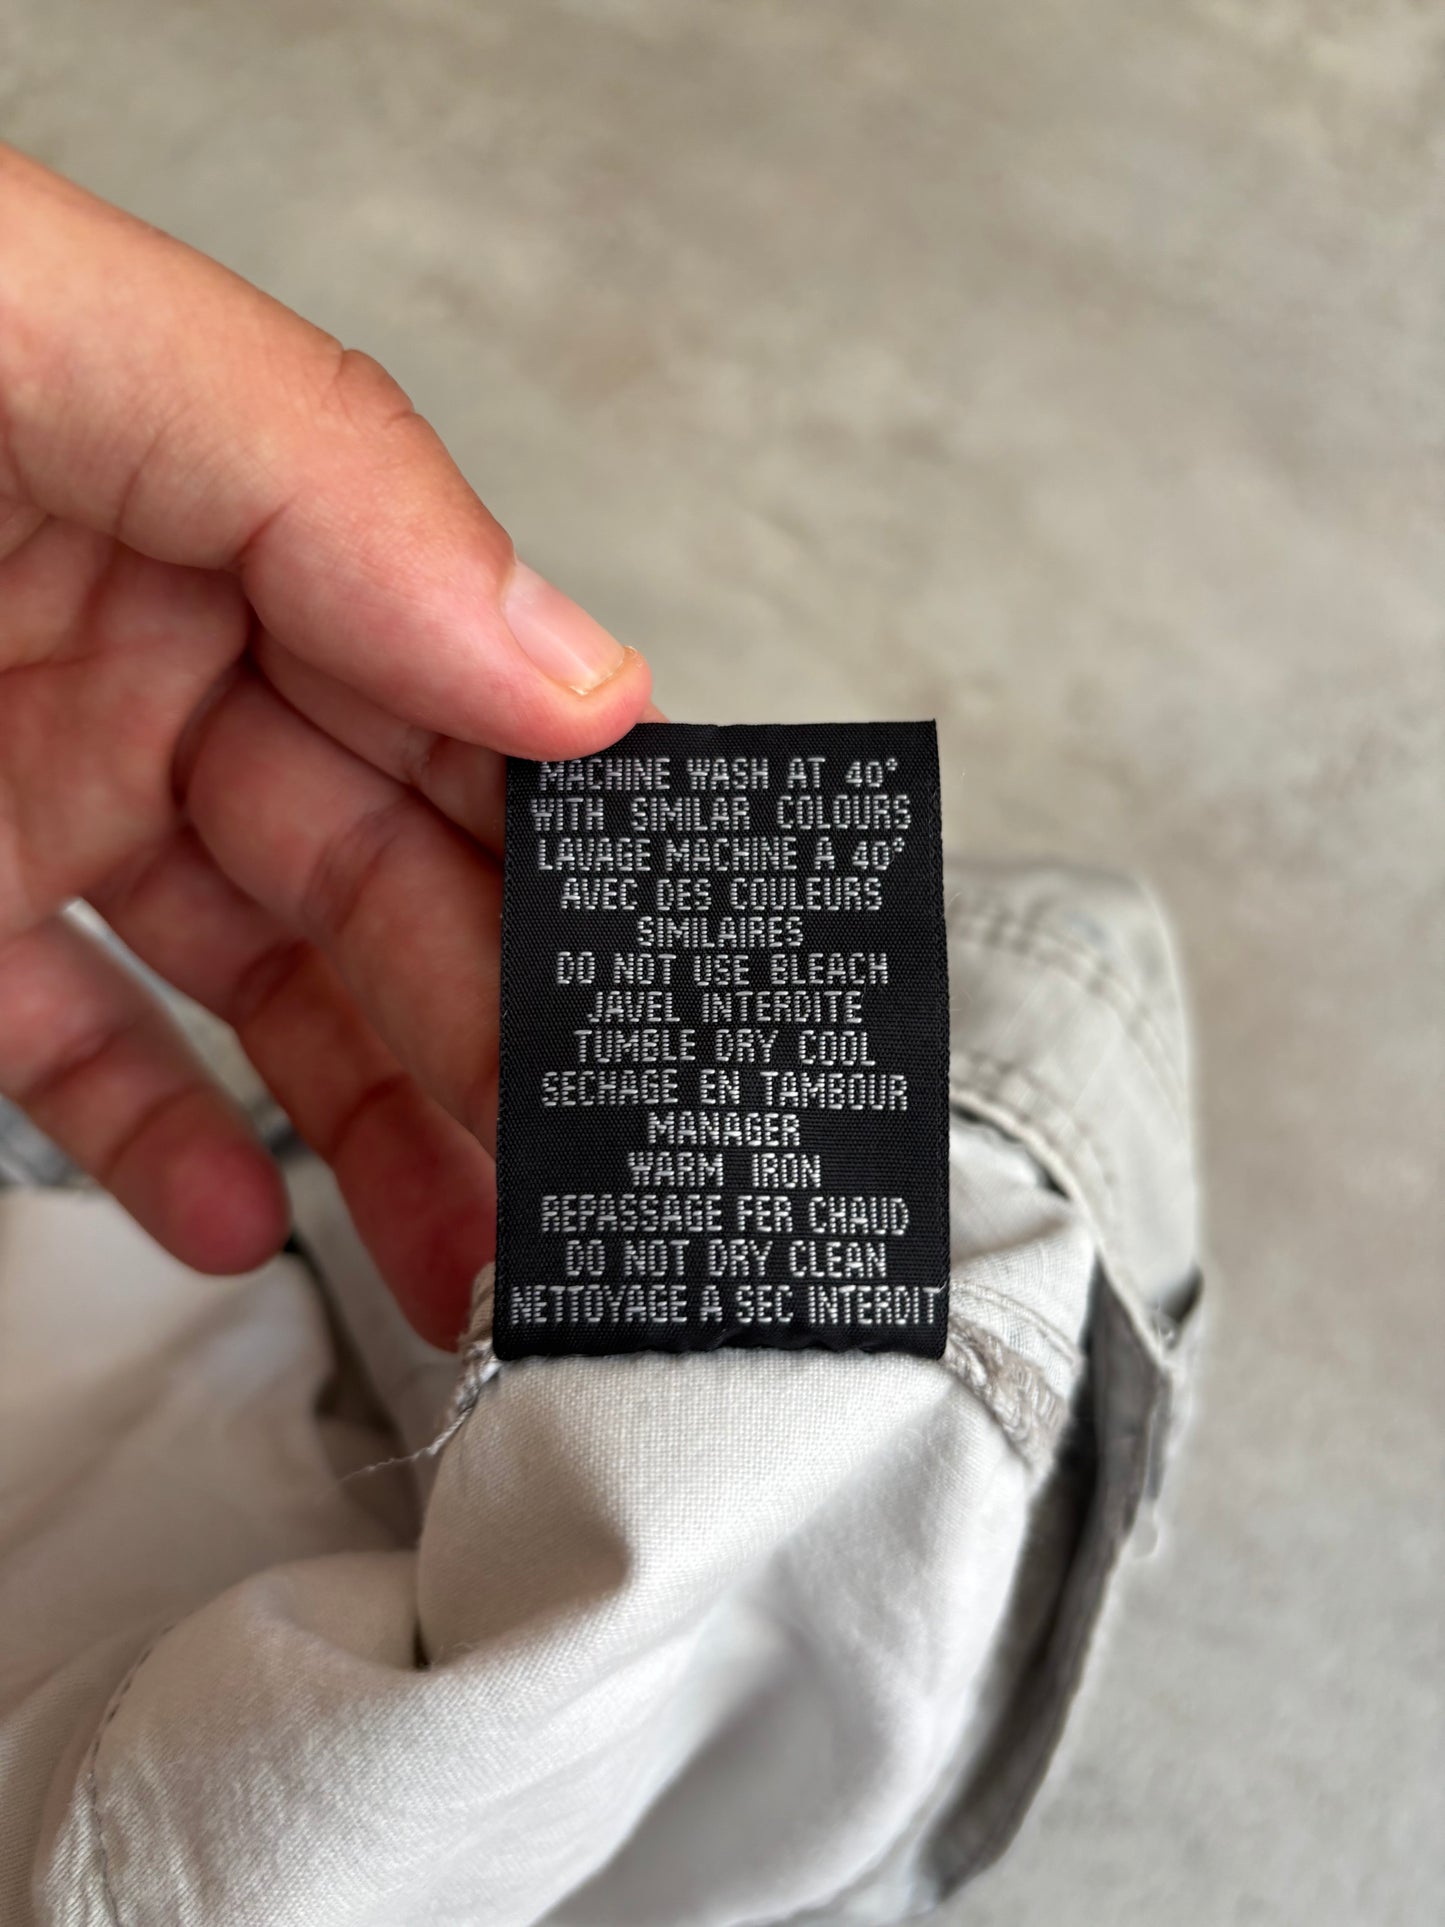 MACHINE WASH AT 40°
WITH SIMILAR COLOURS
LAVAGE MACHINE A 40°
AVEC DES COULEURS
SIMILAIRES
DO NOT USE BLEACH
JAVEL INTERDITE
TUMBLE DRY COOL
SECHAGE EN TAMBOUR
MANAGER
WARM IRON
REPASSAGE FER CHAUD
DO NOT DRY CLEAN
NETTOYAGE A SEC INTERDIT